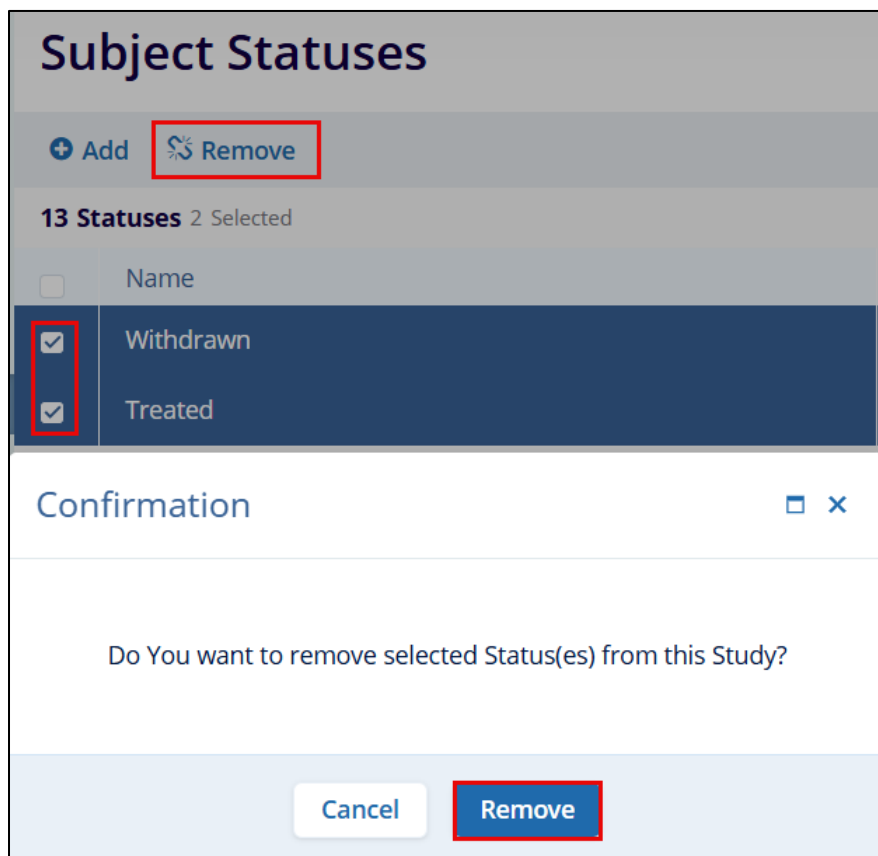 Subject Statuses
Add Remove
13 Statuses 2 Selected
Name
Withdrawn
Treated
Confirmation
Do You want to remove selected Status(es) from this Study?
Cancel Remove